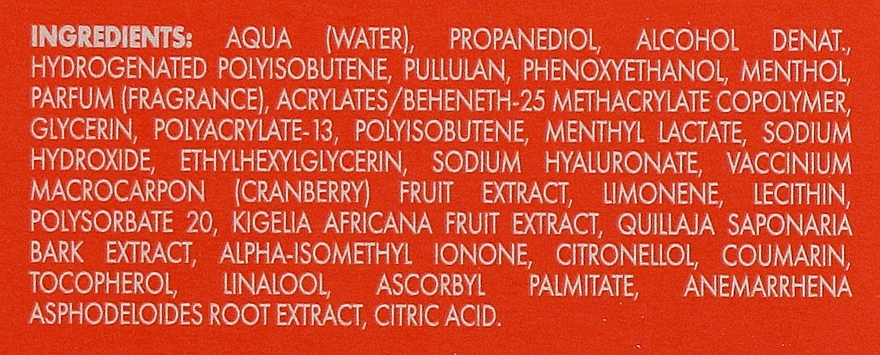 INGREDIENTS: AQUA (WATER), PROPANEDIOL, ALCOHOL DENAT.,
HYDROGENATED POLYISOBUTENE, PULLULAN, PHENOXYETHANOL, MENTHOL,
PARFUM (FRAGRANCE), ACRYLATES/BEHENETH-25 METHACRYLATE COPOLYMER,
GLYCERIN, POLYACRYLATE-13, POLYISOBUTENE, MENTHYL LACTATE, SODIUM
HYDROXIDE, ETHYLHEXYLGLYCERIN, SODIUM HYALURONATE, VACCINIUM
MACROCARPON (CRANBERRY) FRUIT EXTRACT, LIMONENE, LECITHIN,
POLYSORBATE 20, KIGELIA AFRICANA FRUIT EXTRACT, QUILLAJA SAPONARIA
BARK EXTRACT, ALPHA-ISOMETHYL IONONE, CITRONELLOL, COUMARIN,
TOCOPHEROL, LINALOOL, ASCORBYL PALMITATE, ANEMARRHENA
ASPHODELOIDES ROOT EXTRACT, CITRIC ACID.